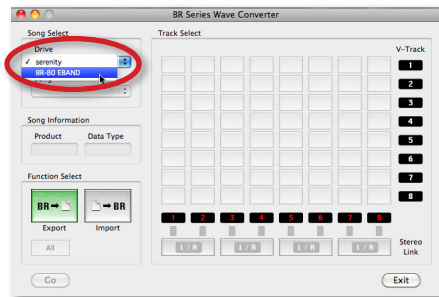 BR Series Wave Converter
Song Select
Drive
✓ serenity
BR-80 EBAND
Song Information
Product Data Type
Function Select
BR→ →BR
Export Import
All
Go
Track Select
V-Track
1
2
3
4
5
6
7
8
1 2 3 4 5 6 7 8
L/R L/R L/R L/R
Stereo
Link
Exit